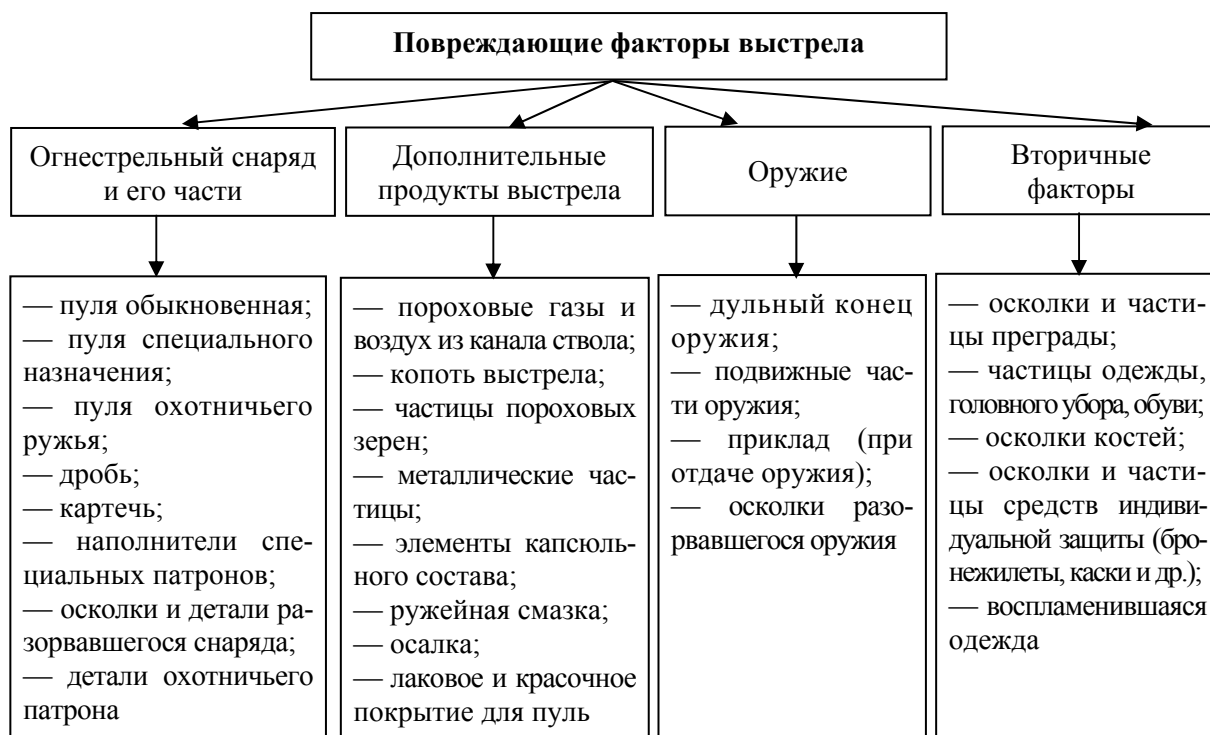 Повреждающие факторы выстрела
Огнестрельный снаряд
и его части
Дополнительные
продукты выстрела
Оружие
Вторичные
факторы
— пуля обыкновенная;
— пуля специального
назначения;
— пуля охотничьего
ружья;
— дробь;
— картечь;
— наполнители спе-
циальных патронов;
— осколки и детали ра-
зорвавшегося снаряда;
— детали охотничьего
патрона
— пороховые газы и
воздух из канала ствола;
— копоть выстрела;
— частицы пороховых
зерен;
— металлические час-
тицы;
— элементы капсюль-
ного состава;
— ружейная смазка;
— осалка;
— лаковое и красочное
покрытие для пуль
— дульный конец
оружия;
— подвижные час-
ти оружия;
— приклад (при
отдаче оружия);
— осколки разо-
рвавшегося оружия
— осколки и части-
цы преграды;
— частицы одежды,
головного убора, обуви;
— осколки костей;
— осколки и части-
цы средств индиви-
дуальной защиты (бро-
нежилеты, каски и др.);
— воспламенившаяся
одежда